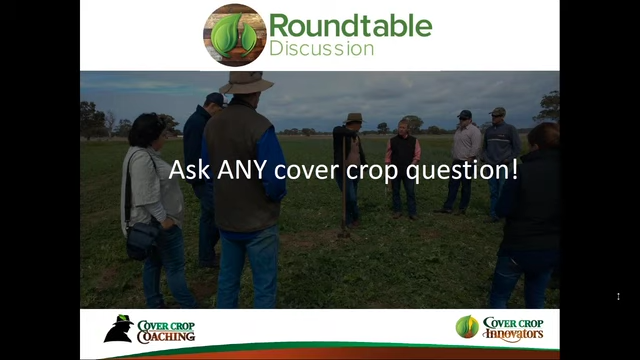 Roundtable
Discussion
Ask ANY cover crop question!
COVER CROP
COACHING
COVER CROP
Innovators